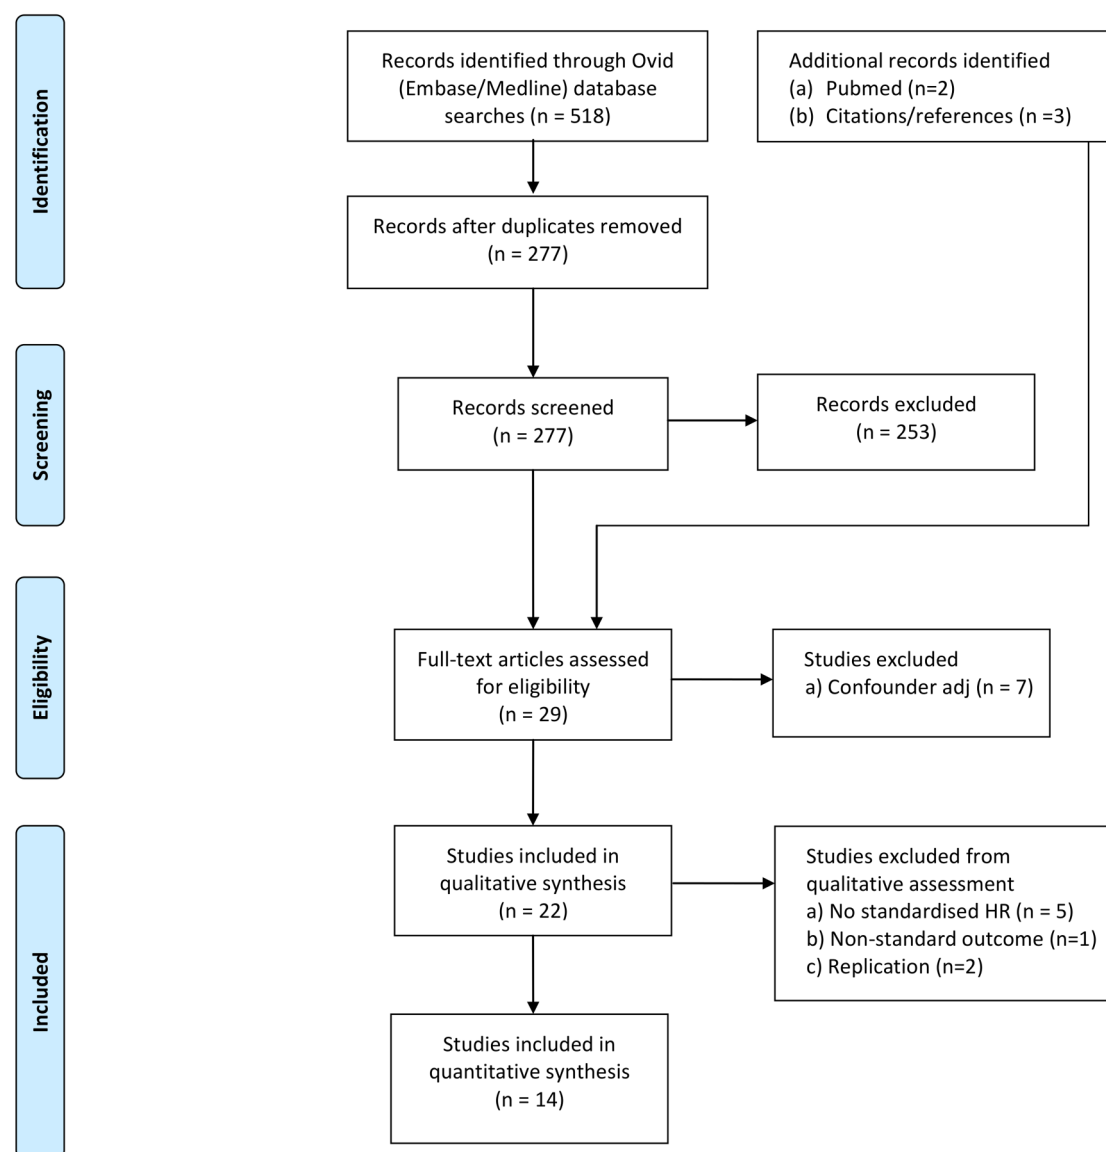 Identification
Records identified through Ovid
(Embase/Medline) database
searches (n = 518)
Additional records identified
(a) Pubmed (n=2)
(b) Citations/references (n =3)
Records after duplicates removed
(n = 277)
Screening
Records screened
(n = 277)
Records excluded
(n = 253)
Eligibility
Full-text articles assessed
for eligibility
(n = 29)
Studies excluded
a) Confounder adj (n = 7)
Included
Studies included in
qualitative synthesis
(n = 22)
Studies excluded from
qualitative assessment
a) No standardised HR (n = 5)
b) Non-standard outcome (n=1)
c) Replication (n=2)
Studies included in
quantitative synthesis
(n = 14)